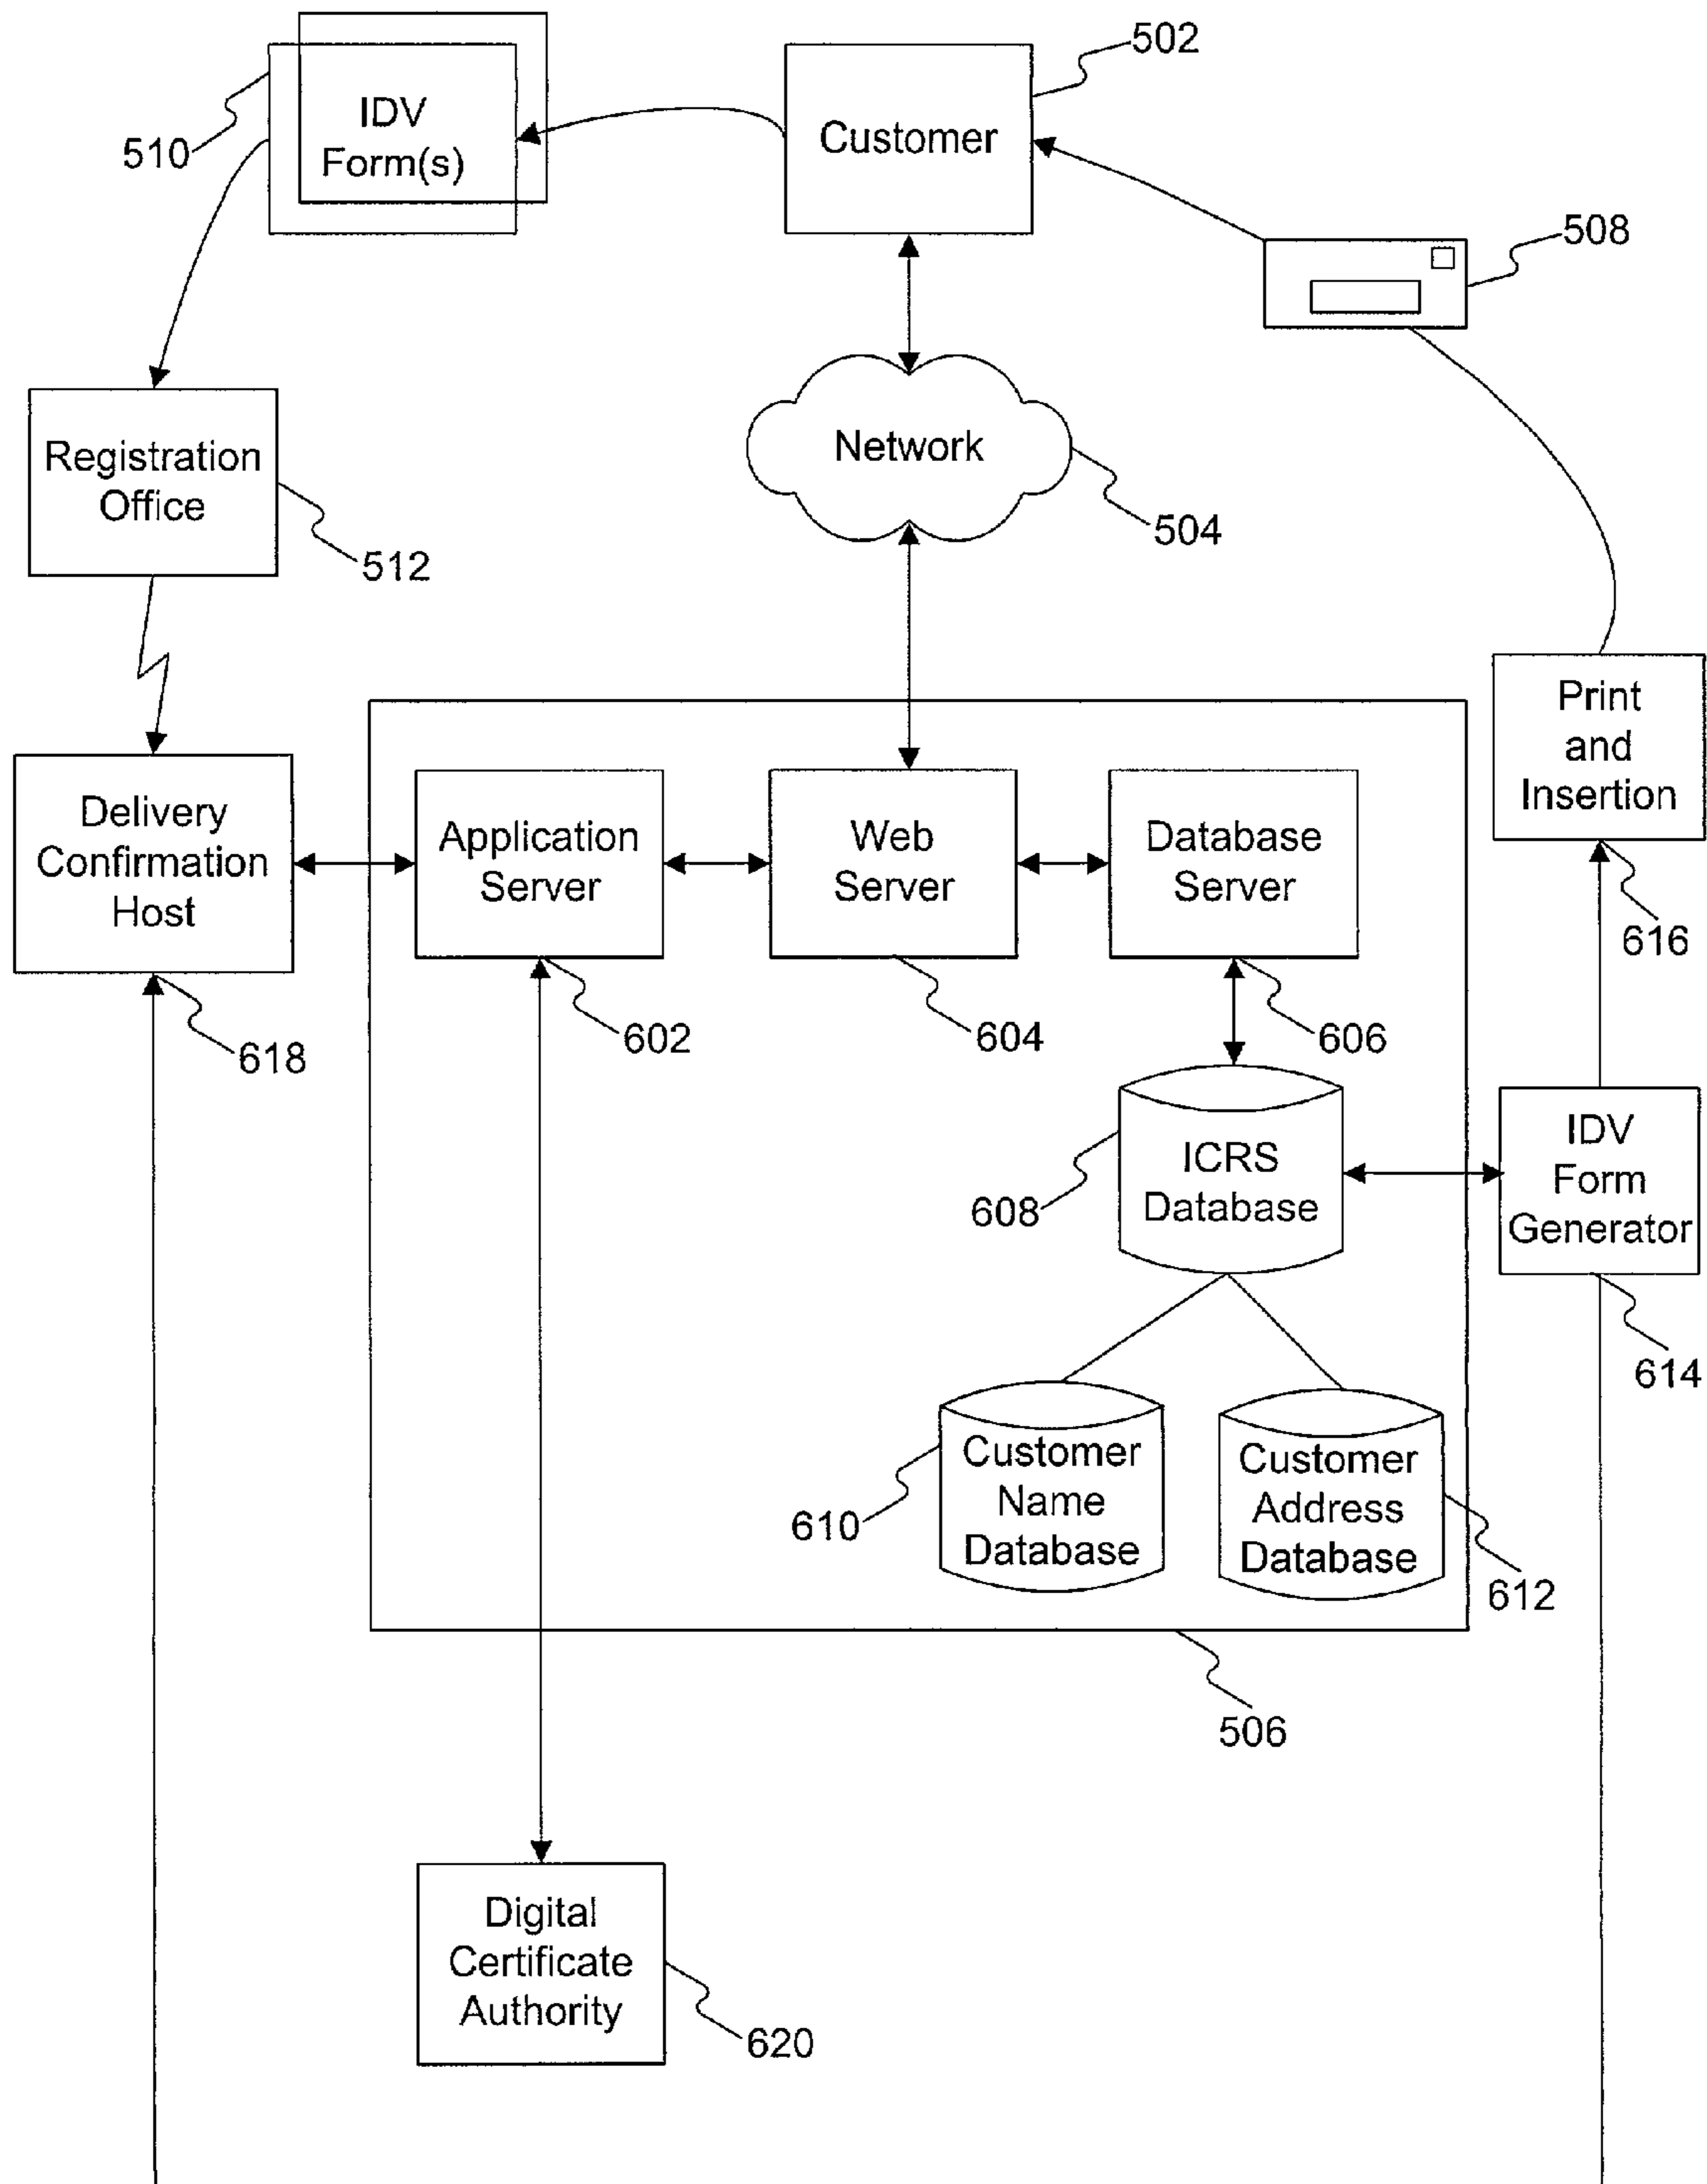 502
IDV
Form(s)
510
Customer
508
Network
504
Registration
Office
512
Print
and
Insertion
616
Delivery
Confirmation
Host
618
Application
Server
602
Web
Server
604
Database
Server
606
ICRS
Database
608
IDV
Form
Generator
614
Customer
Name
Database
610
Customer
Address
Database
612
506
Digital
Certificate
Authority
620